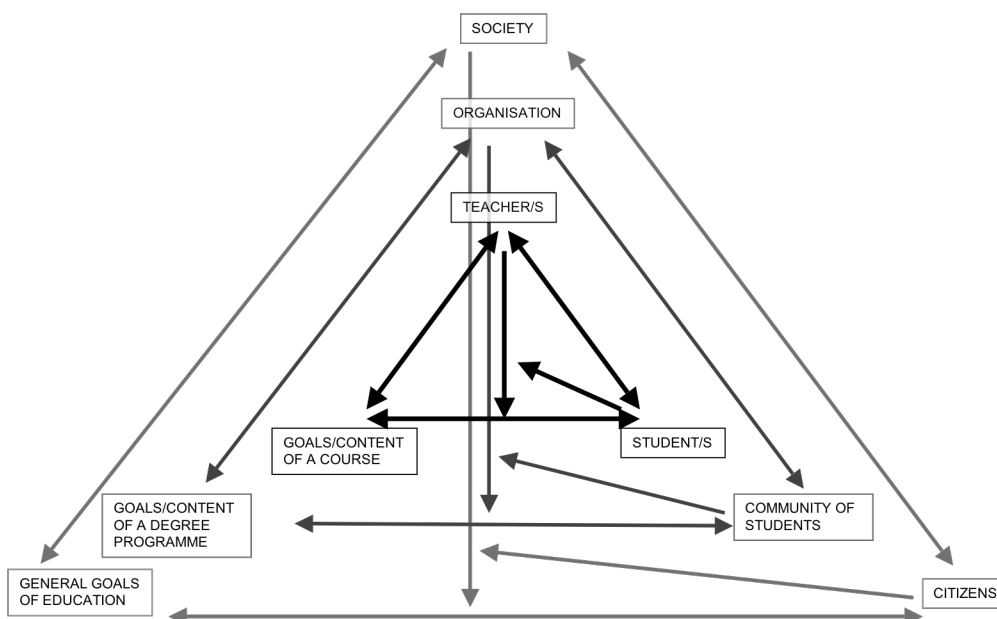 SOCIETY
ORGANISATION
TEACHER/S
GOALS/CONTENT
OF A COURSE
STUDENT/S
GOALS/CONTENT
OF A DEGREE
PROGRAMME
COMMUNITY OF
STUDENTS
GENERAL GOALS
OF EDUCATION
CITIZENS